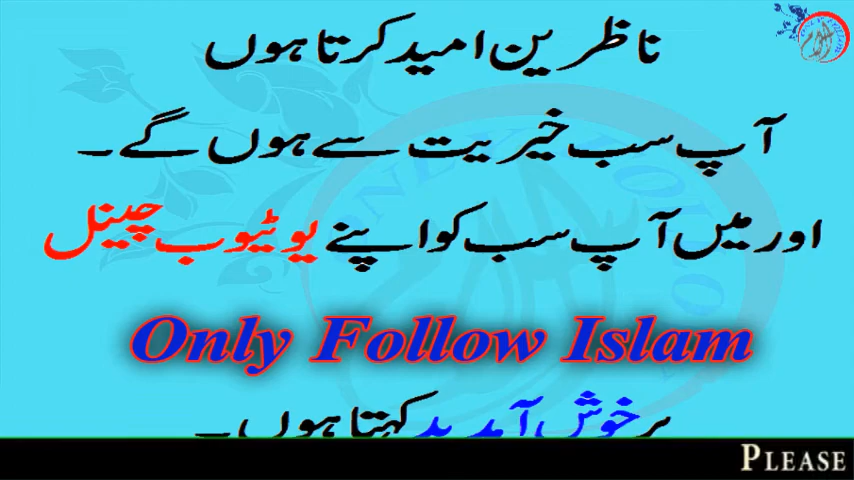 ناظرین امید کرتا ہوں
آپ سب خیریت سے ہوں گے۔
اور میں آپ سب کو اپنے یوٹیوب چینل
Only Follow Islam
پر خوش آمدید کہتا ہوں۔
PLEASE